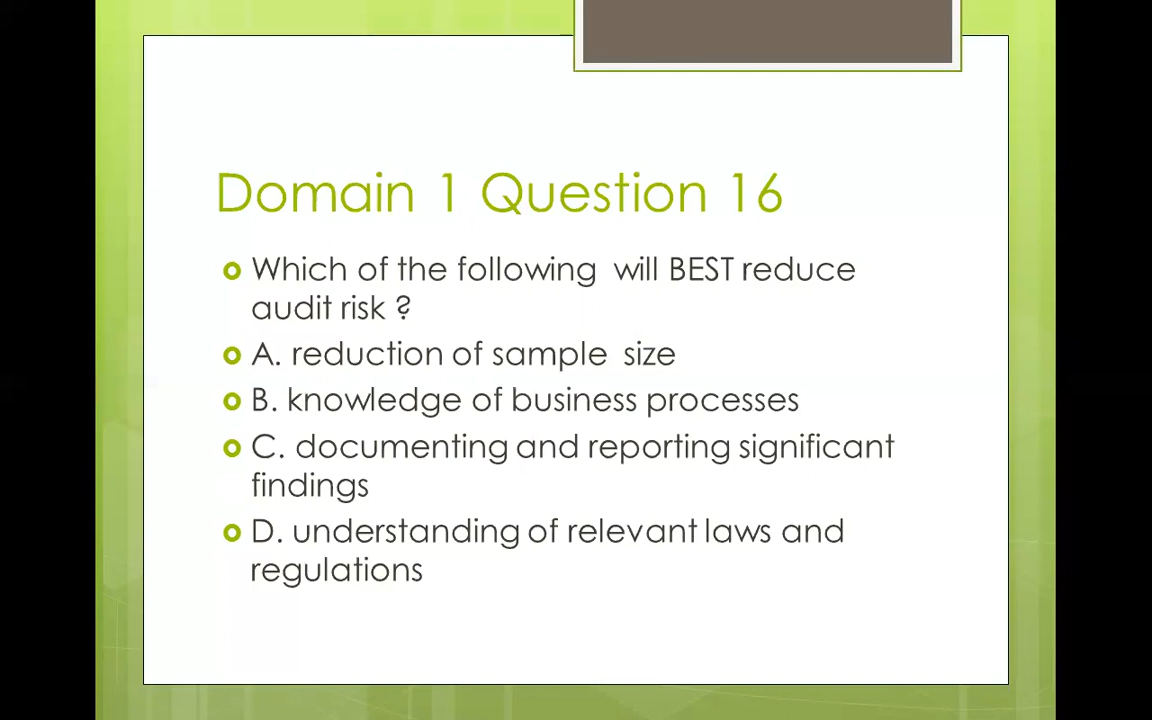 Domain 1 Question 16
Which of the following will BEST reduce
audit risk ?
A. reduction of sample size
B. knowledge of business processes
C. documenting and reporting significant
findings
D. understanding of relevant laws and
regulations